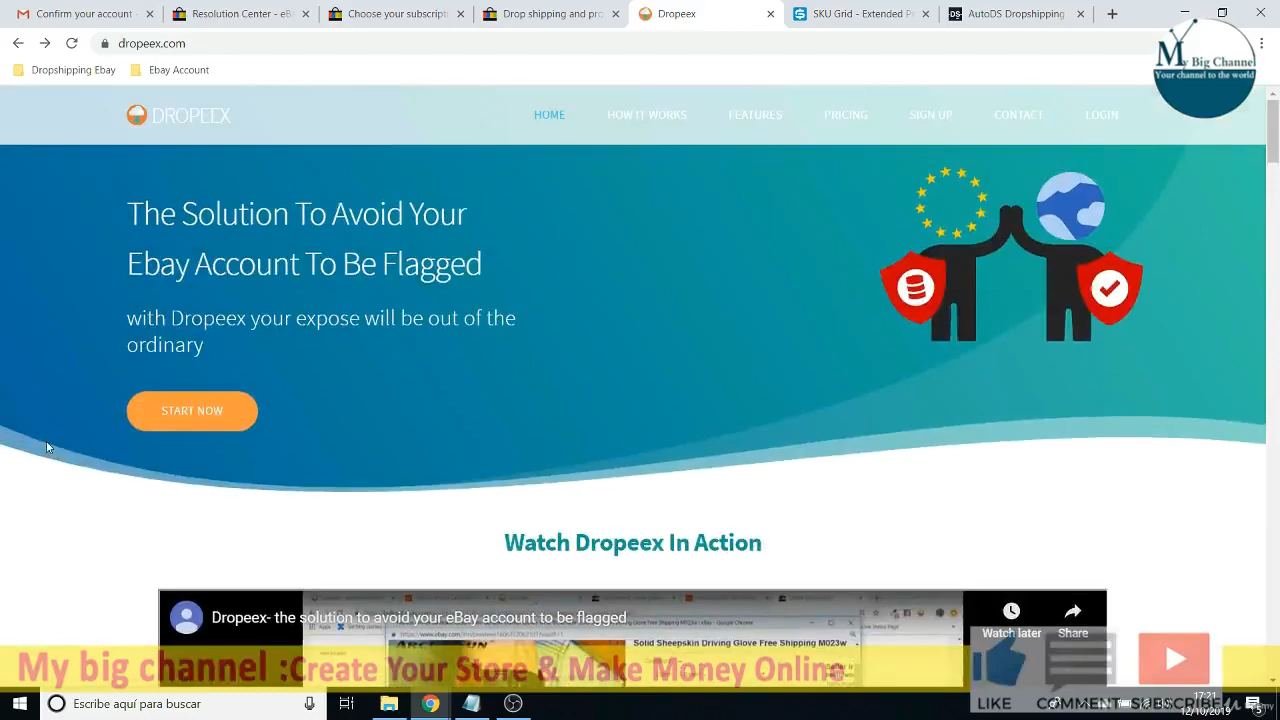 Confirm your account -
Resolution Center - eB
Choose your subscript
Drop shipping and pro
Dropeex
SKU Grid - Extended P
AutoDS Dropshipping
dropeex.com
Dropshipping Ebay
Ebay Account
My Big Channel
Your channel to the world
DROPEEX
HOME
HOW IT WORKS
FEATURES
PRICING
SIGN UP
CONTACT
LOGIN
The Solution To Avoid Your
Ebay Account To Be Flagged
with Dropeex your expose will be out of the
ordinary
START NOW
Watch Dropeex In Action
Dropeex- the solution to avoid your eBay account to be flagged
Solid Sheepskin Driving Glove Free Shipping M023w
Watch later
Share
My big channel :Create Your Store & Make Money Online
LIKE
COMMENT
SUBSCRIBE
Escribe aquí para buscar
17:21
12/10/2019